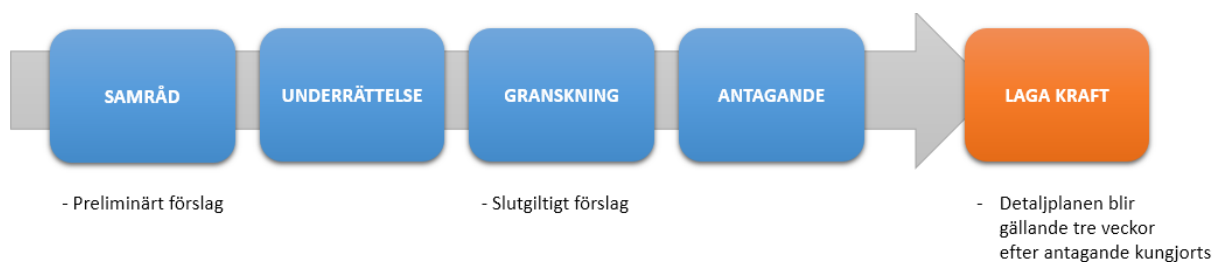 SAMRÅD
UNDERRÄTTELSE
GRANSKNING
ANTAGANDE
LAGA KRAFT
- Preliminärt förslag
- Slutgiltigt förslag
- Detaljplanen blir
gällande tre veckor
efter antagande kungjorts